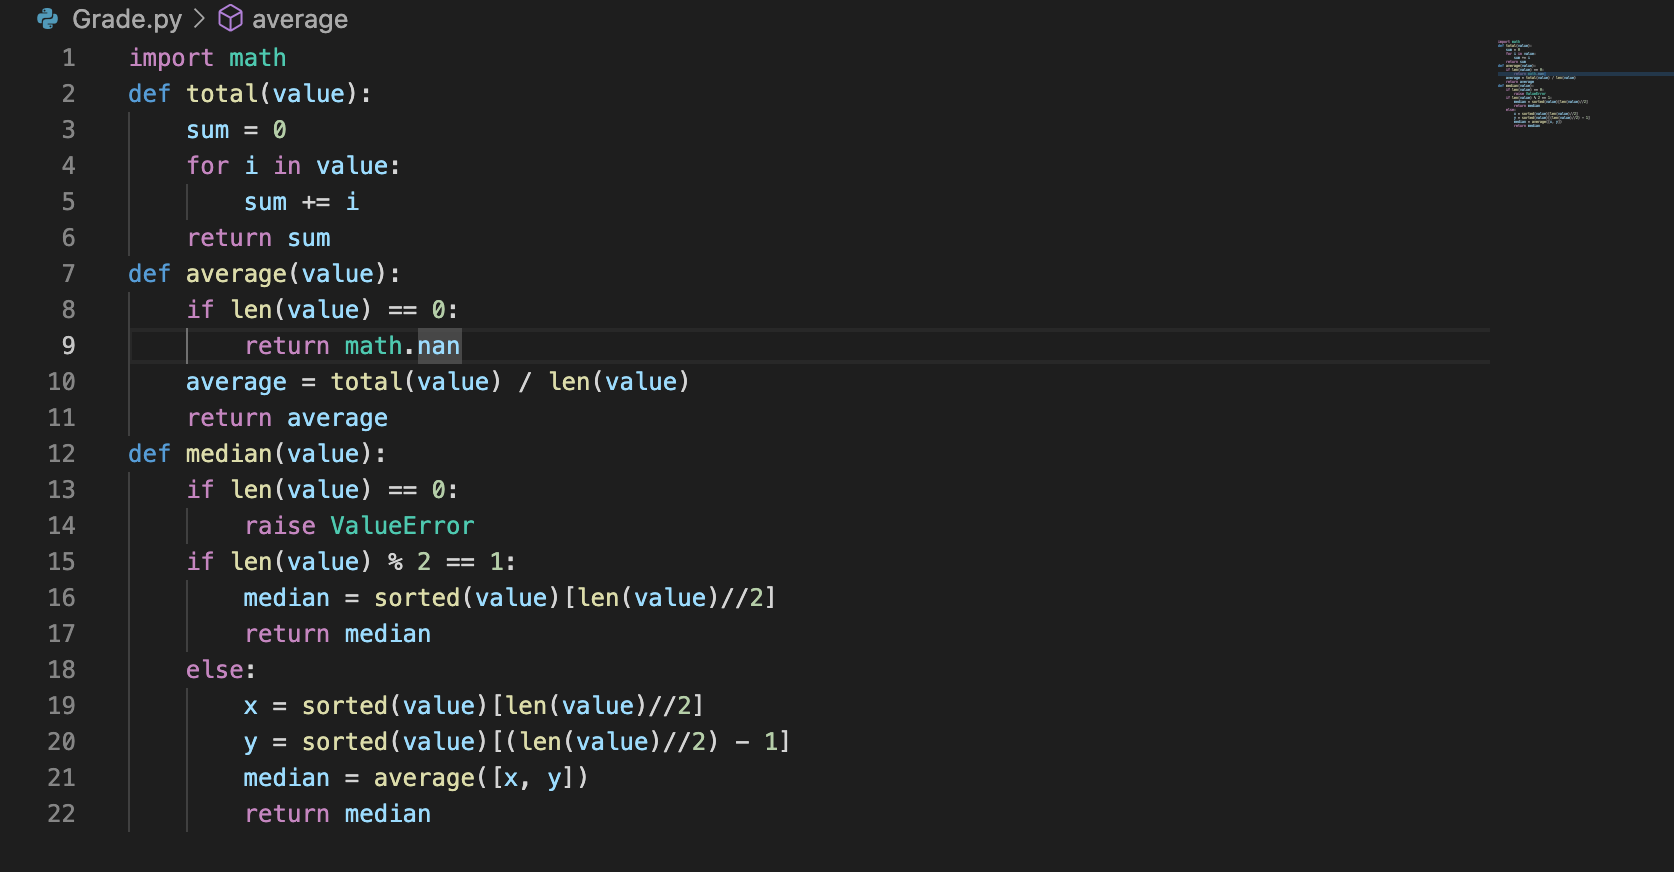 Grade.py > average
1 import math
2 def total(value):
3     sum = 0
4     for i in value:
5         sum += i
6     return sum
7 def average(value):
8     if len(value) == 0:
9         return math.nan
10     average = total(value) / len(value)
11     return average
12 def median(value):
13     if len(value) == 0:
14         raise ValueError
15     if len(value) % 2 == 1:
16         median = sorted(value)[len(value)//2]
17         return median
18     else:
19         x = sorted(value)[len(value)//2]
20         y = sorted(value)[(len(value)//2) - 1]
21         median = average([x, y])
22         return median